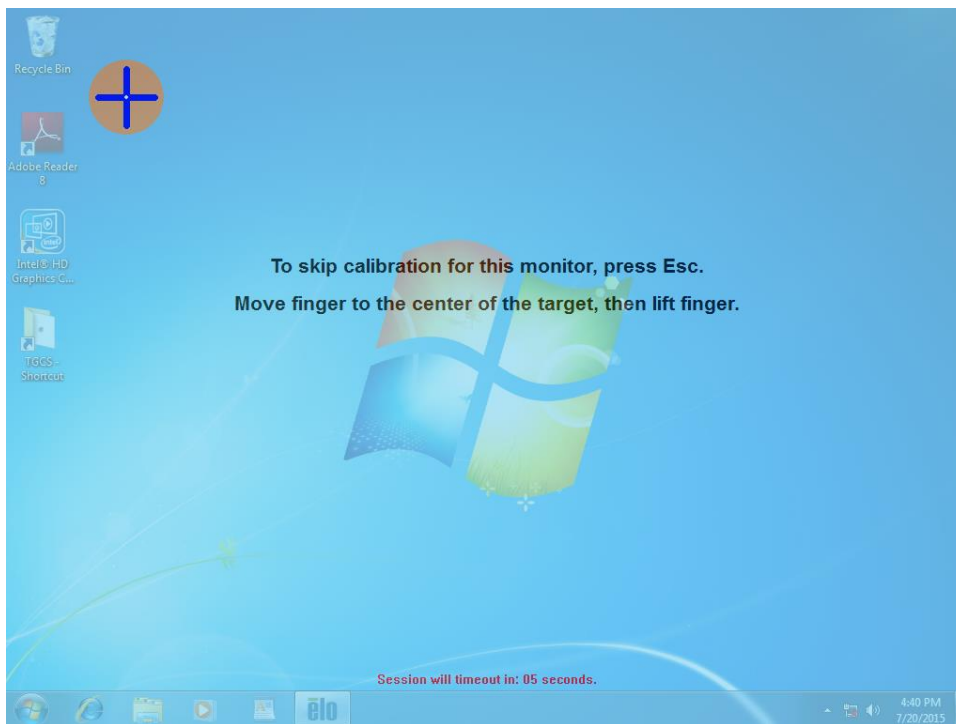 Recycle Bin
Adobe Reader
8
Intel® HD
Graphics C...
TGCS -
Shortcut
To skip calibration for this monitor, press Esc.
Move finger to the center of the target, then lift finger.
Session will timeout in: 05 seconds.
ēlo
4:40 PM
7/20/2015